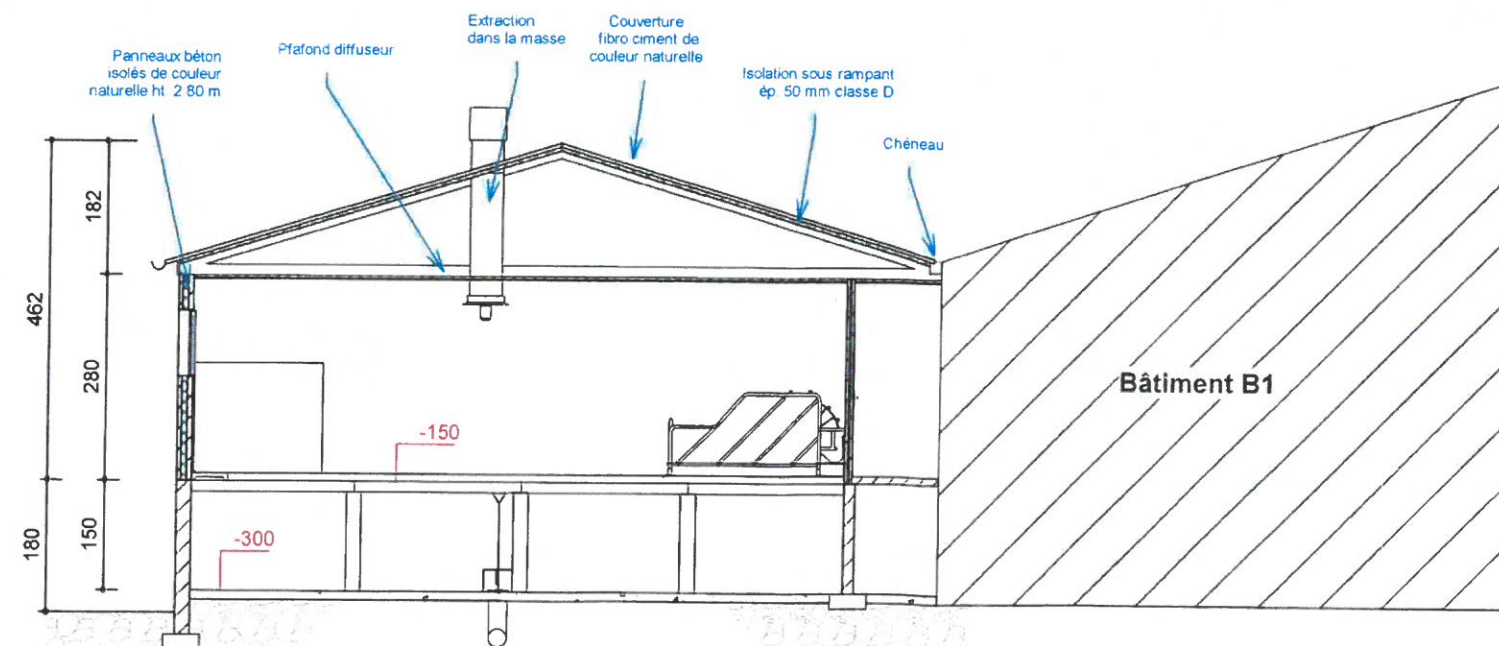 Panneaux béton
isolés de couleur
naturelle ht. 2 80 m
Pfafond diffuseur
Extraction
dans la masse
Couverture
fibro ciment de
couleur naturelle
Isolation sous rampant
ép. 50 mm classe D
Chéneau
182
462
280
Bâtiment B1
-150
180
150
-300